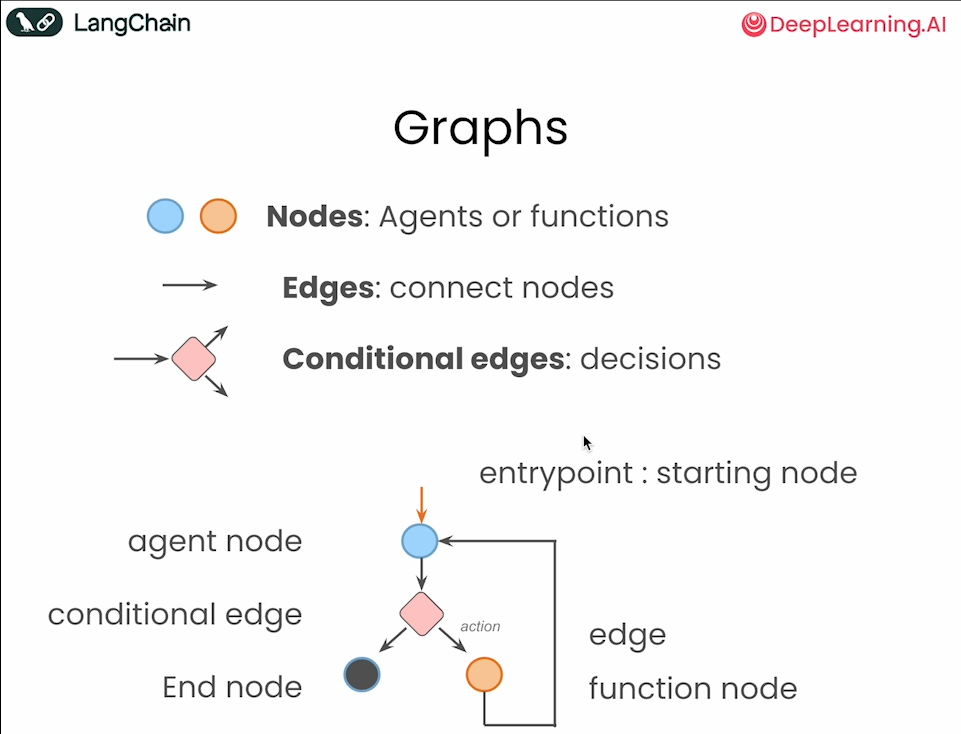 LangChain
DeepLearning.AI
Graphs
Nodes: Agents or functions
Edges: connect nodes
Conditional edges: decisions
entrypoint : starting node
agent node
conditional edge
action
edge
End node
function node